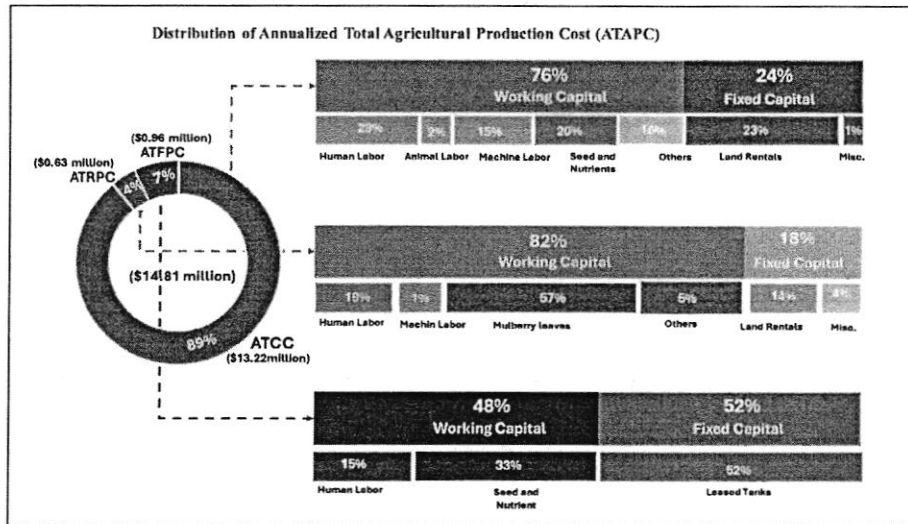 Distribution of Annualized Total Agricultural Production Cost (ATAPC)
76%
Working Capital
24%
Fixed Capital
15%
20%
23%
1%
Human Labor
Animal Labor
Machine Labor
Seed and
Nutrients
Others
Land Rentals
Misc.
($0.96 million)
ATFPC
($0.63 million)
ATRPC
4%
7%
($14.81 million)
89%
ATCC
($13.22million)
82%
Working Capital
18%
Fixed Capital
1%
57%
5%
14%
4%
Human Labor
Machin Labor
Mulberry leaves
Others
Land Rentals
Misc.
48%
Working Capital
52%
Fixed Capital
15%
33%
52%
Human Labor
Seed and
Nutrient
Leased Tanks